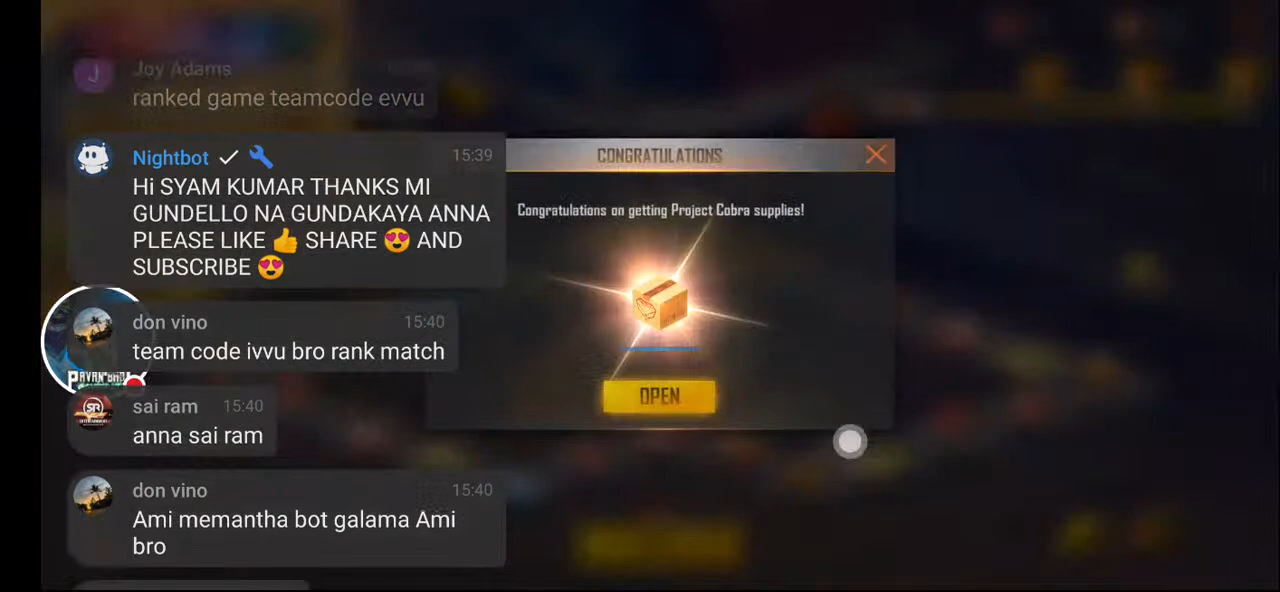 Joy Adams
ranked game teamcode evvu
Nightbot 15:39
Hi SYAM KUMAR THANKS MI
GUNDELLO NA GUNDAKAYA ANNA
PLEASE LIKE 👍 SHARE 😍 AND
SUBSCRIBE 😍
don vino 15:40
team code ivvu bro rank match
sai ram 15:40
anna sai ram
don vino 15:40
Ami memantha bot galama Ami
bro
CONGRATULATIONS
Congratulations on getting Project Cobra supplies!
OPEN